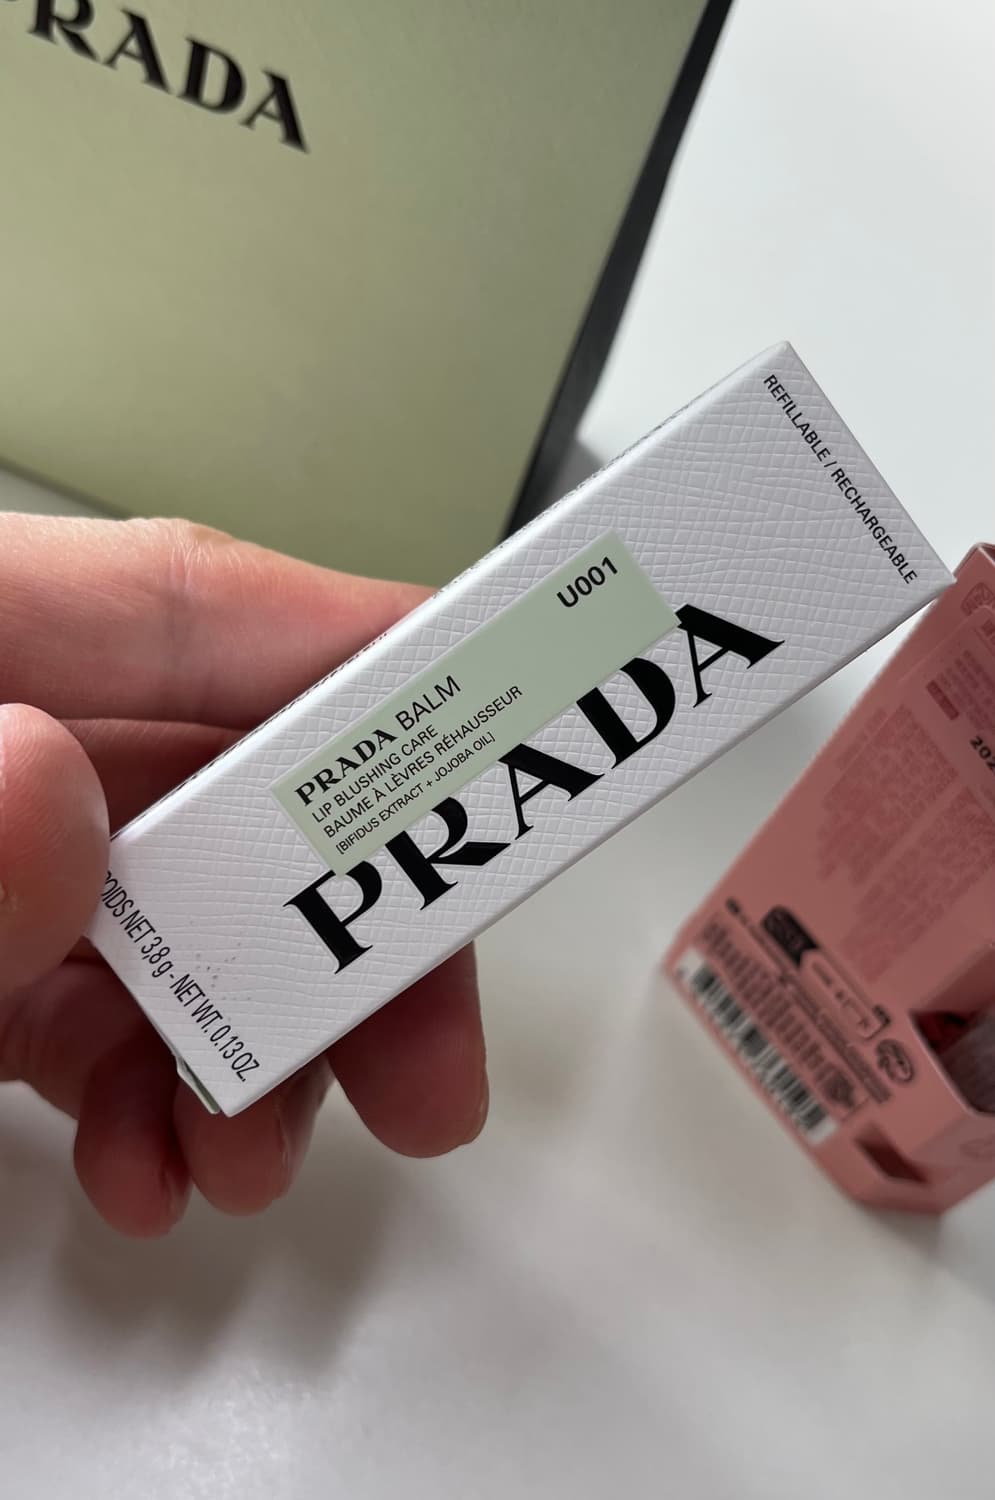 PRADA
REFILLABLE / RECHARGEABLE
U001
PRADA BALM
LIP BLUSHING CARE
BAUME À LÈVRES RÉHAUSSEUR
[BIFIDUS EXTRACT + JOJOBA OIL]
PRADA
POIDS NET 3,8 g - NET WT. 0.13 OZ.